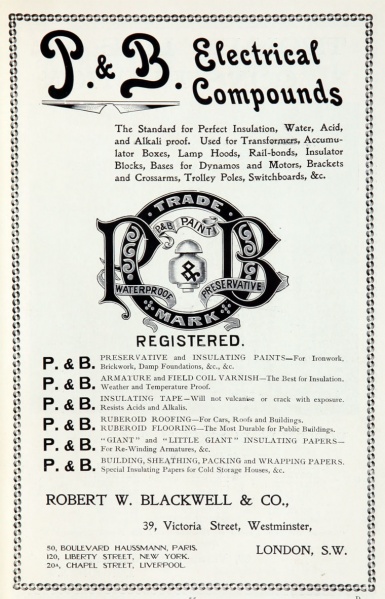 P. & B. Electrical
Compounds
The Standard for Perfect Insulation, Water, Acid,
and Alkali proof. Used for Transformers, Accumu-
lator Boxes, Lamp Hoods, Rail-bonds, Insulator
Blocks, Bases for Dynamos and Motors, Brackets
and Crossarms, Trolley Poles, Switchboards, &c.
TRADE
P&B PAINT
P & B
WATERPROOF PRESERVATIVE
MARK
REGISTERED.
P. & B. PRESERVATIVE and INSULATING PAINTS—For Ironwork,
Brickwork, Damp Foundations, &c., &c.
P. & B. ARMATURE and FIELD COIL VARNISH—The Best for Insulation.
Weather and Temperature Proof.
P. & B. INSULATING TAPE—Will not vulcanise or crack with exposure.
Resists Acids and Alkalis.
P. & B. RUBEROID ROOFING—For Cars, Roofs and Buildings.
RUBEROID FLOORING—The Most Durable for Public Buildings.
P. & B. "GIANT" and "LITTLE GIANT" INSULATING PAPERS—
For Re-Winding Armatures, &c.
P. & B. BUILDING, SHEATHING, PACKING and WRAPPING PAPERS.
Special Insulating Papers for Cold Storage Houses, &c.
ROBERT W. BLACKWELL & CO.,
39, Victoria Street, Westminster,
LONDON, S.W.
50, BOULEVARD HAUSSMANN, PARIS.
120, LIBERTY STREET, NEW YORK.
20A, CHAPEL STREET, LIVERPOOL.